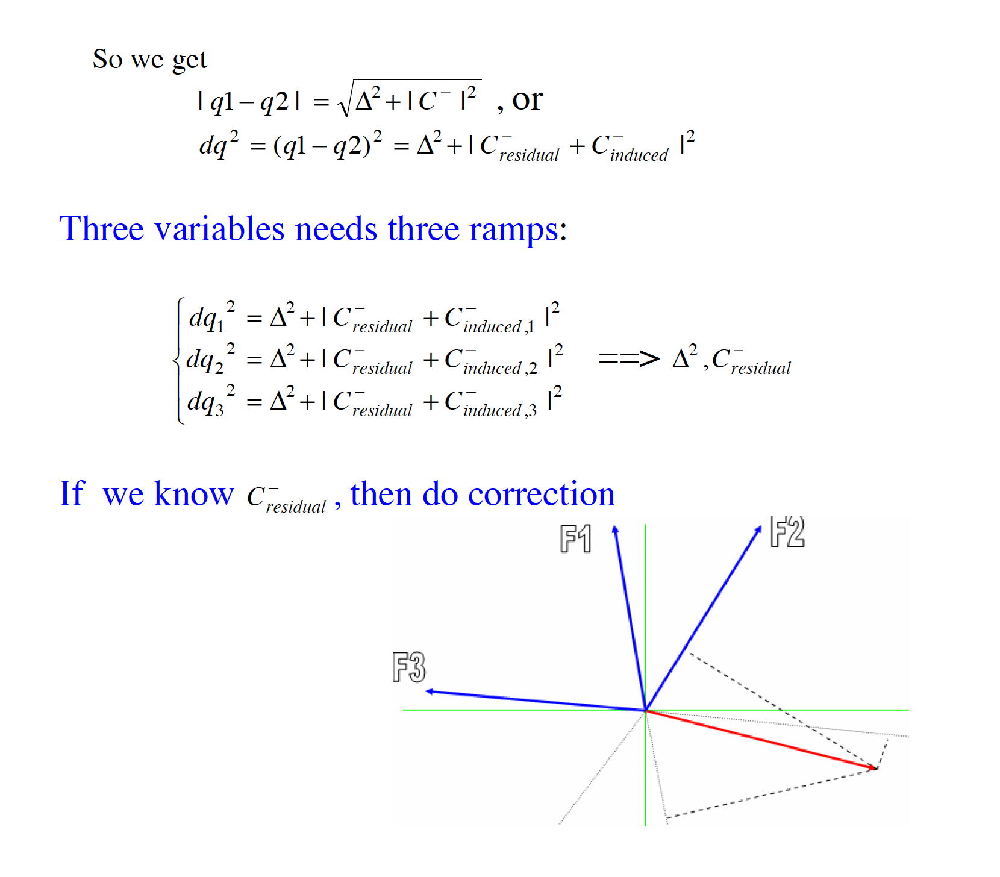 So we get
| q1 − q2 | = √Δ² + | C⁻ |² , or
dq² = (q1 − q2)² = Δ² + | C⁻residual + C⁻induced |²
Three variables needs three ramps:
dq₁² = Δ² + | C⁻residual + C⁻induced,1 |²
dq₂² = Δ² + | C⁻residual + C⁻induced,2 |² ==> Δ², C⁻residual
dq₃² = Δ² + | C⁻residual + C⁻induced,3 |²
If we know C⁻residual , then do correction
F1 F2
F3